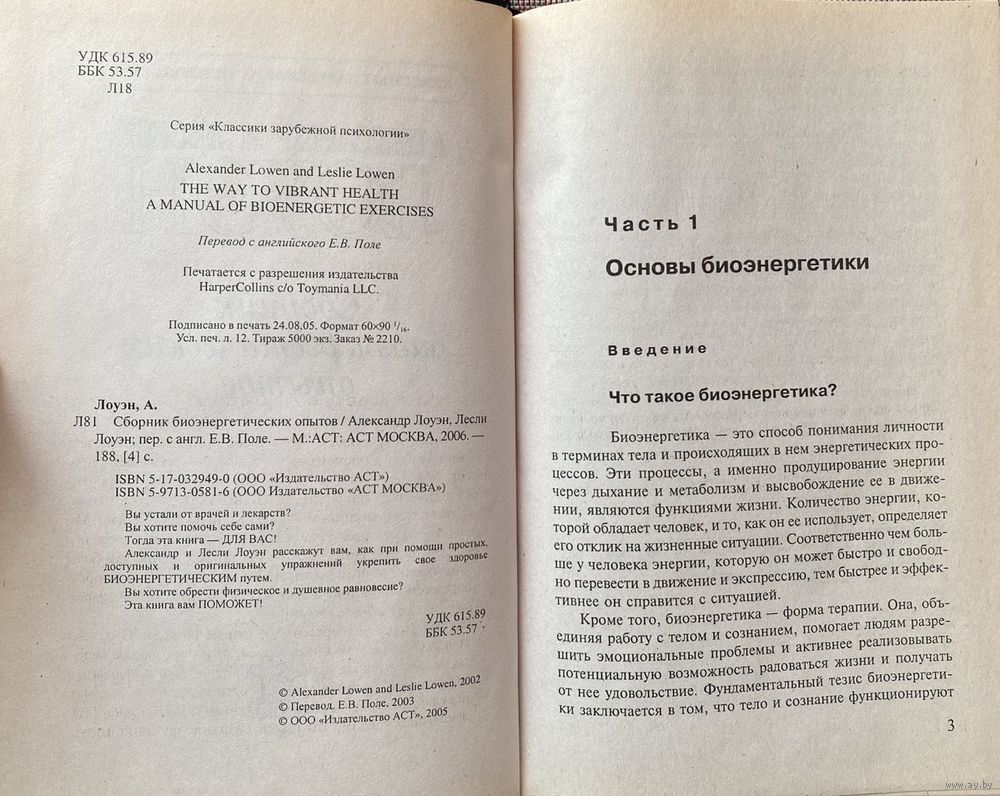 УДК 615.89
ББК 53.57
Л18
Серия «Классики зарубежной психологии»
Alexander Lowen and Leslie Lowen
THE WAY TO VIBRANT HEALTH
A MANUAL OF BIOENERGETIC EXERCISES
Перевод с английского Е.В. Поле
Печатается с разрешения издательства
HarperCollins c/o Toymania LLC.
Подписано в печать 24.08.05. Формат 60×90 1/16.
Усл. печ. л. 12. Тираж 5000 экз. Заказ № 2210.
Лоуэн, А.
Л81 Сборник биоэнергетических опытов / Александр Лоуэн, Лесли
Лоуэн; пер. с англ. Е.В. Поле. — М.:АСТ: АСТ МОСКВА, 2006. —
188, [4] с.
ISBN 5-17-032949-0 (ООО «Издательство АСТ»)
ISBN 5-9713-0581-6 (ООО Издательство «АСТ МОСКВА»)
Вы устали от врачей и лекарств?
Вы хотите помочь себе сами?
Тогда эта книга — ДЛЯ ВАС!
Александр и Лесли Лоуэн расскажут вам, как при помощи простых,
доступных и оригинальных упражнений укрепить свое здоровье
БИОЭНЕРГЕТИЧЕСКИМ путем.
Вы хотите обрести физическое и душевное равновесие?
Эта книга вам ПОМОЖЕТ!
УДК 615.89
ББК 53.57
© Alexander Lowen and Leslie Lowen, 2002
© Перевод. Е.В. Поле, 2003
© ООО «Издательство АСТ», 2005
Часть 1
Основы биоэнергетики
Введение
Что такое биоэнергетика?
Биоэнергетика — это способ понимания личности
в терминах тела и происходящих в нем энергетических про-
цессов. Эти процессы, а именно продуцирование энергии
через дыхание и метаболизм и высвобождение ее в движе-
нии, являются функциями жизни. Количество энергии, ко-
торой обладает человек, и то, как он ее использует, определяет
его отклик на жизненные ситуации. Соответственно чем боль-
ше у человека энергии, которую он может быстро и свобод-
но перевести в движение и экспрессию, тем быстрее и эффек-
тивнее он справится с ситуацией.
Кроме того, биоэнергетика — форма терапии. Она, объ-
единяя работу с телом и сознанием, помогает людям разре-
шить эмоциональные проблемы и активнее реализовывать
потенциальную возможность радоваться жизни и получать
от нее удовольствие. Фундаментальный тезис биоэнергети-
ки заключается в том, что тело и сознание функционируют
3
www.ay.by